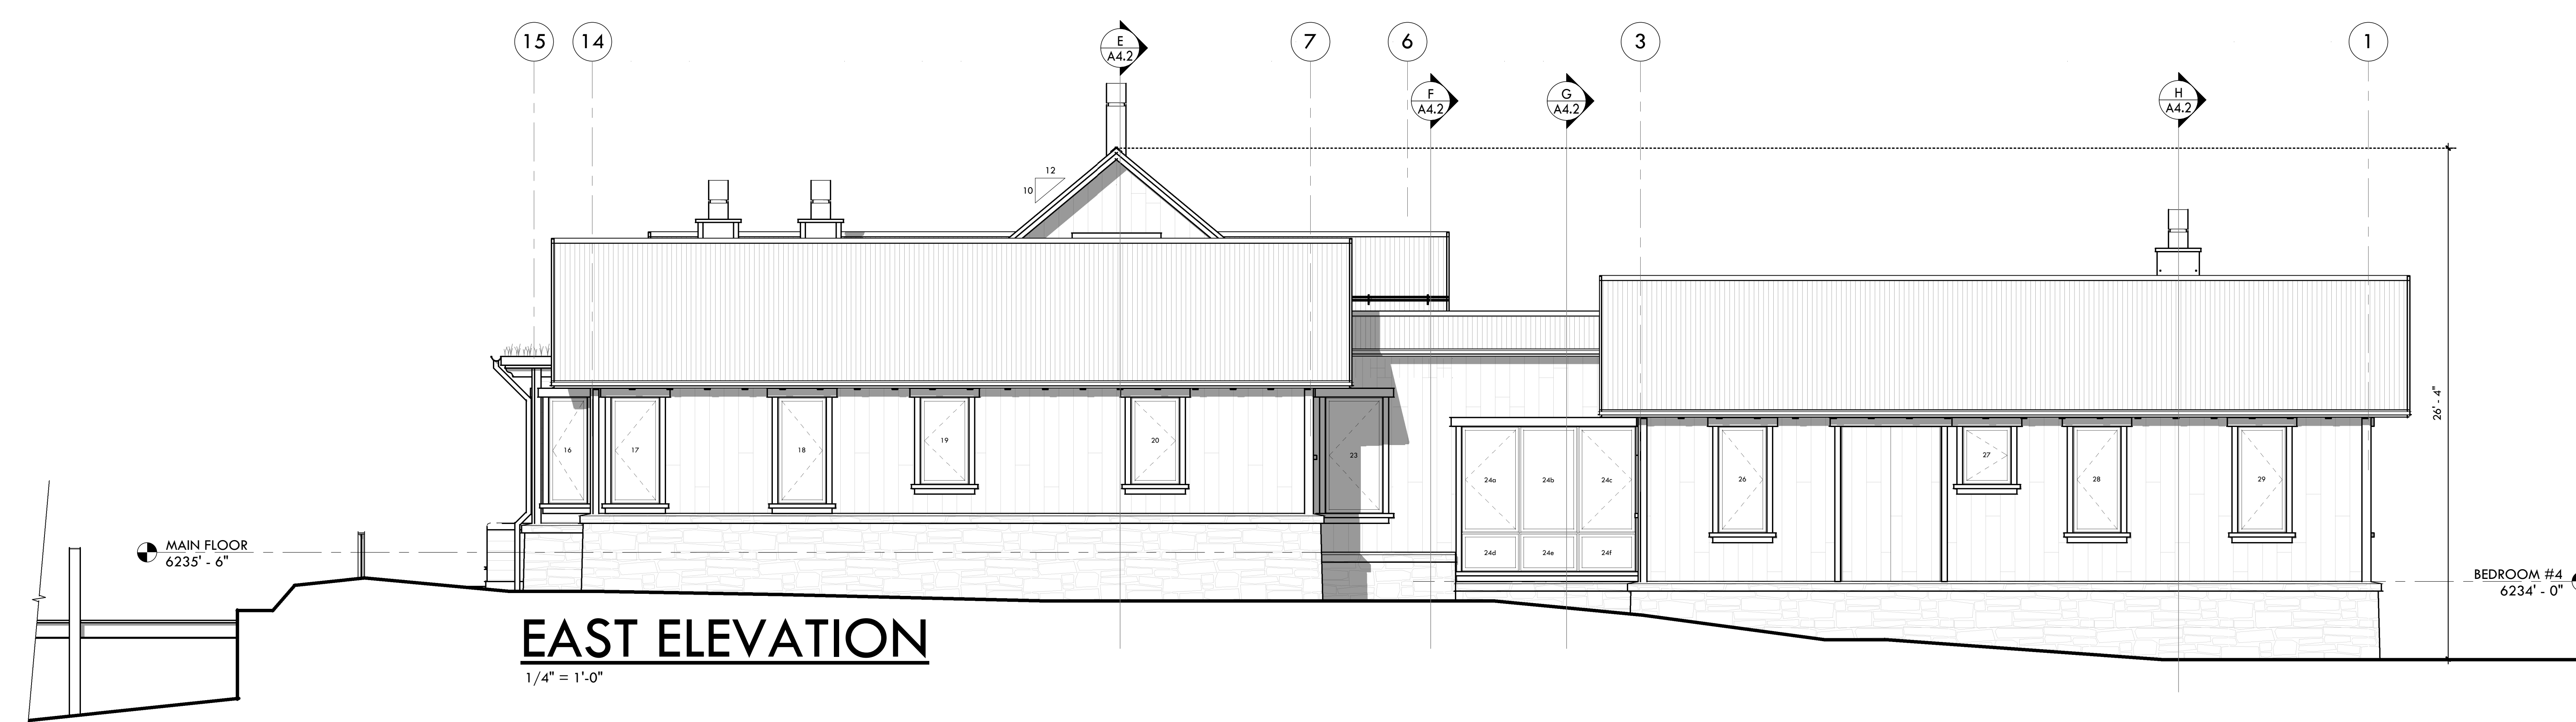 15
14
E
A4.2
7
6
3
1
F
A4.2
G
A4.2
H
A4.2
12
10
26' - 4"
16
17
18
19
20
23
24a
24b
24c
24d
24e
24f
26
27
28
29
MAIN FLOOR
6235' - 6"
BEDROOM #4
6234' - 0"
EAST ELEVATION
1/4" = 1'-0"